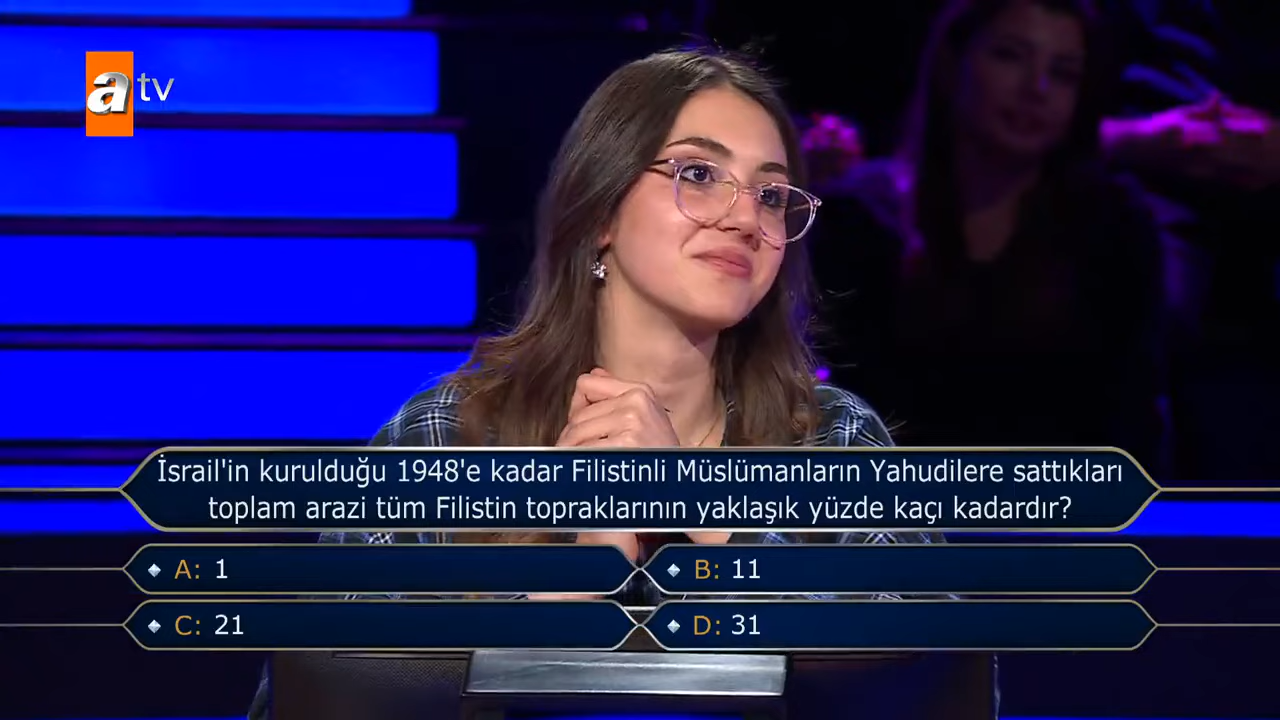 atv
İsrail'in kurulduğu 1948'e kadar Filistinli Müslümanların Yahudilere sattıkları
toplam arazi tüm Filistin topraklarının yaklaşık yüzde kaçı kadardır?
A: 1
B: 11
C: 21
D: 31